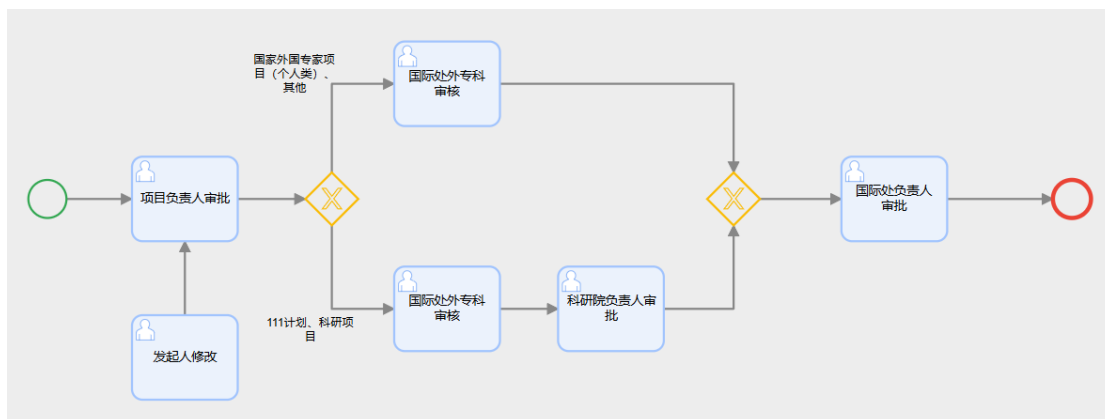 国家外国专家项
目（个人类）、
其他
国际处外专科
审核
项目负责人审批
国际处负责人
审批
国际处外专科
审核
科研院负责人审
批
111计划、科研项
目
发起人修改